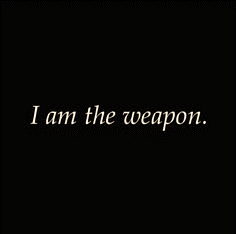 I am the weapon.